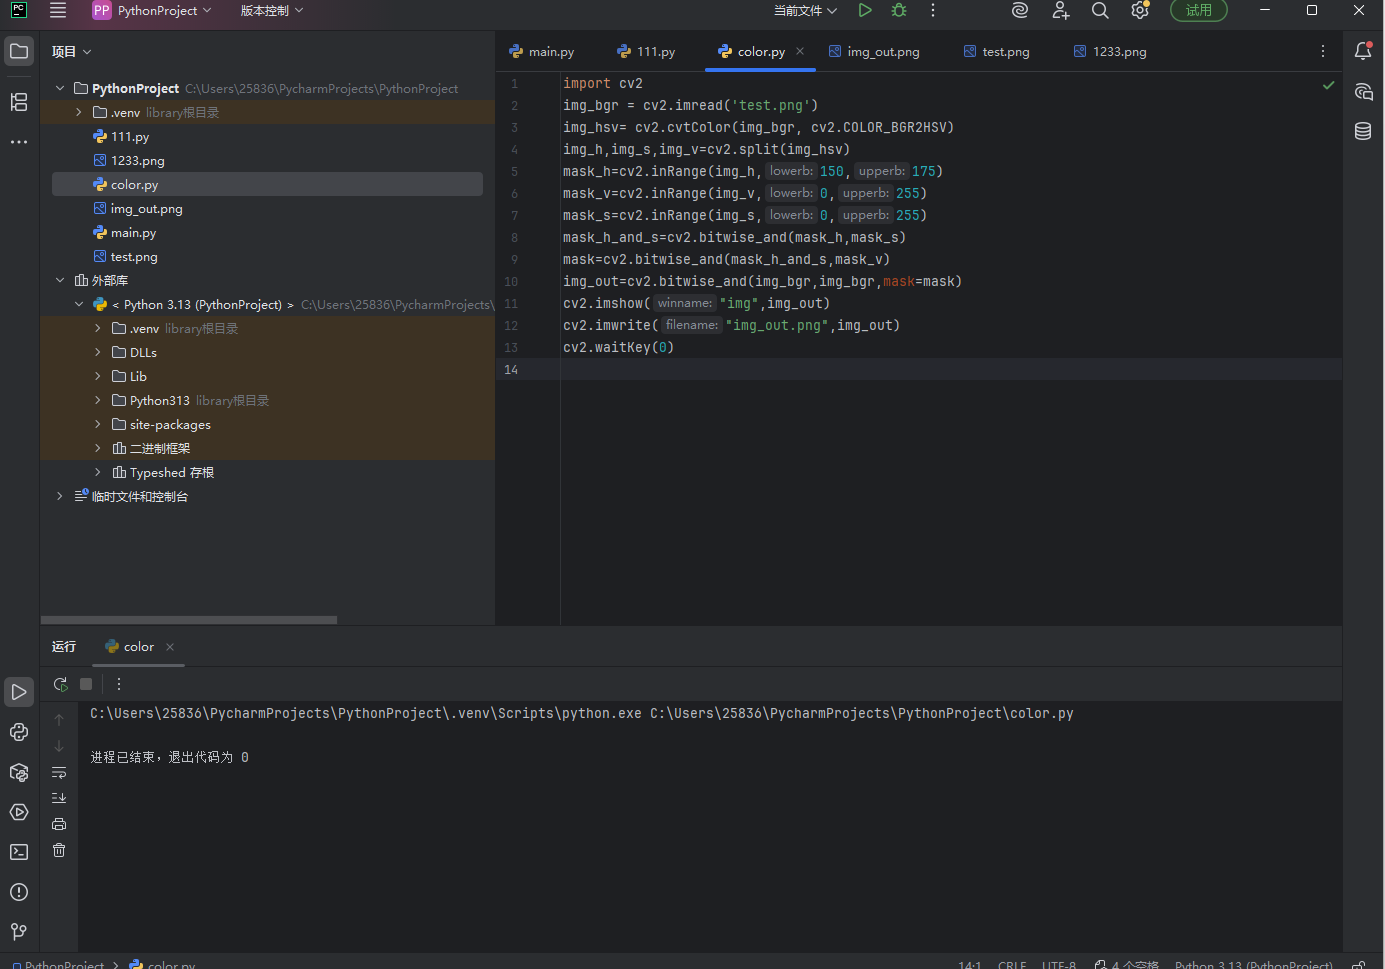 PC
PP PythonProject 版本控制 当前文件 试用
项目
PythonProject C:\Users\25836\PycharmProjects\PythonProject
.venv library根目录
111.py
1233.png
color.py
img_out.png
main.py
test.png
外部库
< Python 3.13 (PythonProject) > C:\Users\25836\PycharmProjects\
.venv library根目录
DLLs
Lib
Python313 library根目录
site-packages
二进制框架
Typeshed 存根
临时文件和控制台
main.py 111.py color.py img_out.png test.png 1233.png
1 import cv2
2 img_bgr = cv2.imread('test.png')
3 img_hsv= cv2.cvtColor(img_bgr, cv2.COLOR_BGR2HSV)
4 img_h,img_s,img_v=cv2.split(img_hsv)
5 mask_h=cv2.inRange(img_h, lowerb: 150, upperb: 175)
6 mask_v=cv2.inRange(img_v, lowerb: 0, upperb: 255)
7 mask_s=cv2.inRange(img_s, lowerb: 0, upperb: 255)
8 mask_h_and_s=cv2.bitwise_and(mask_h,mask_s)
9 mask=cv2.bitwise_and(mask_h_and_s,mask_v)
10 img_out=cv2.bitwise_and(img_bgr,img_bgr,mask=mask)
11 cv2.imshow( winname: "img",img_out)
12 cv2.imwrite( filename: "img_out.png",img_out)
13 cv2.waitKey(0)
14
运行 color
C:\Users\25836\PycharmProjects\PythonProject\.venv\Scripts\python.exe C:\Users\25836\PycharmProjects\PythonProject\color.py
进程已结束，退出代码为 0
PythonProject > color.py 14:1 CRLF UTF-8 4 个空格 Python 3.13 (PythonProject)